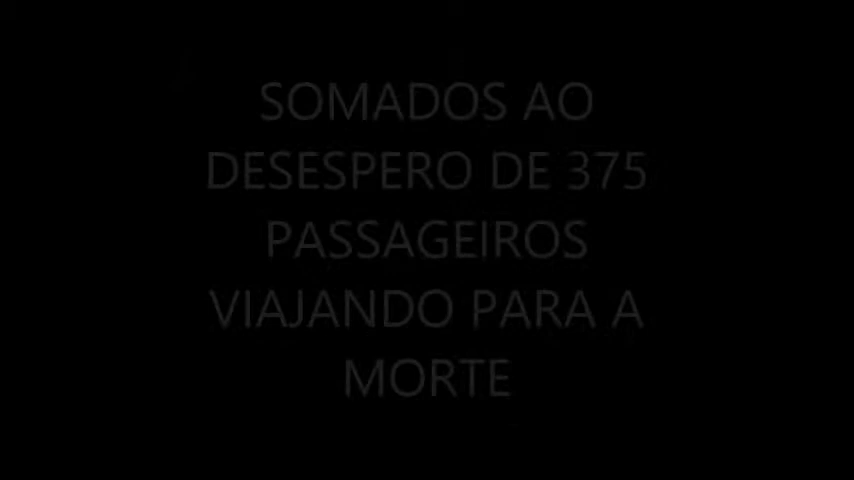 SOMADOS AO
DESESPERO DE 375
PASSAGEIROS
VIAJANDO PARA A
MORTE